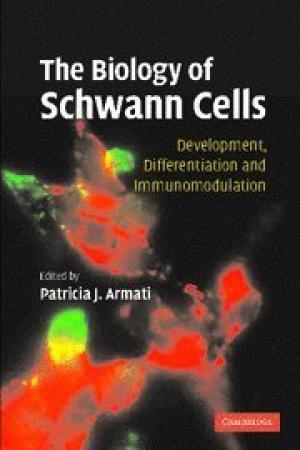 The Biology of
Schwann Cells
Development,
Differentiation and
Immunomodulation
Edited by
Patricia J. Armati
CAMBRIDGE